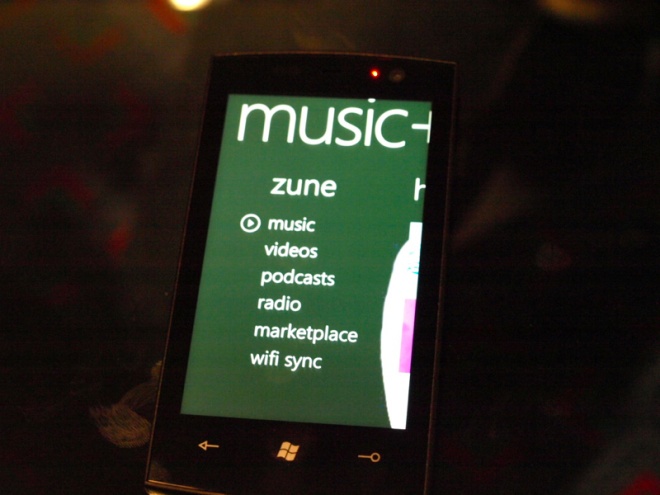 music+
zune
h
music
videos
podcasts
radio
marketplace
wifi sync